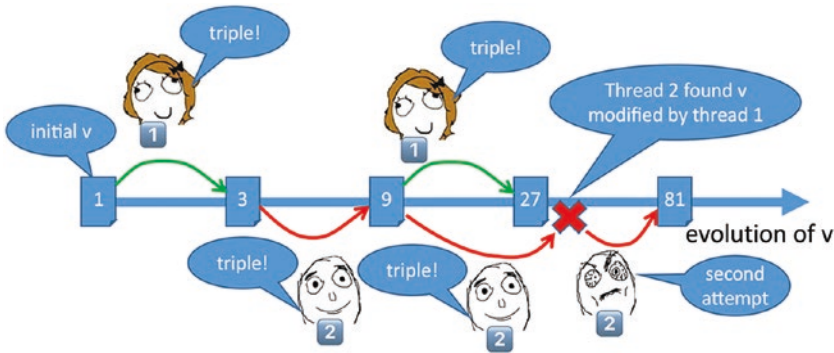 triple!
triple!
1
1
Thread 2 found v
modified by thread 1
initial v
1
3
9
27
81
evolution of v
triple!
2
triple!
2
2
second
attempt